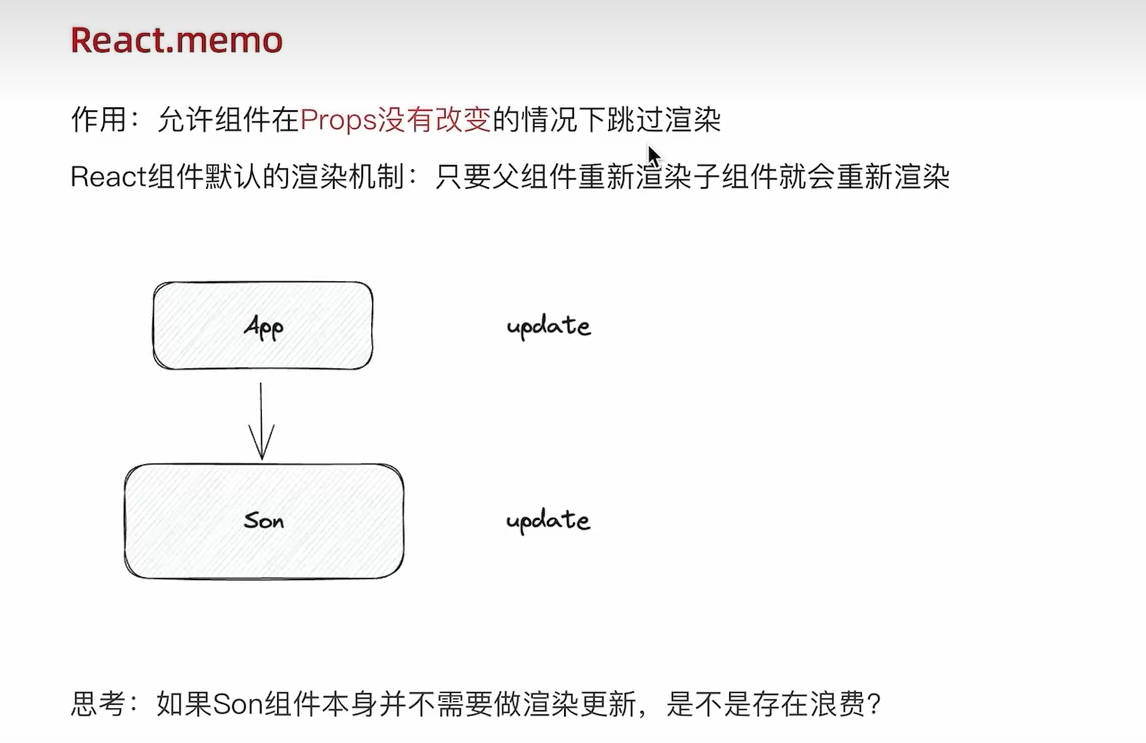 React.memo
作用：允许组件在Props没有改变的情况下跳过渲染
React组件默认的渲染机制：只要父组件重新渲染子组件就会重新渲染
App
update
Son
update
思考：如果Son组件本身并不需要做渲染更新，是不是存在浪费？